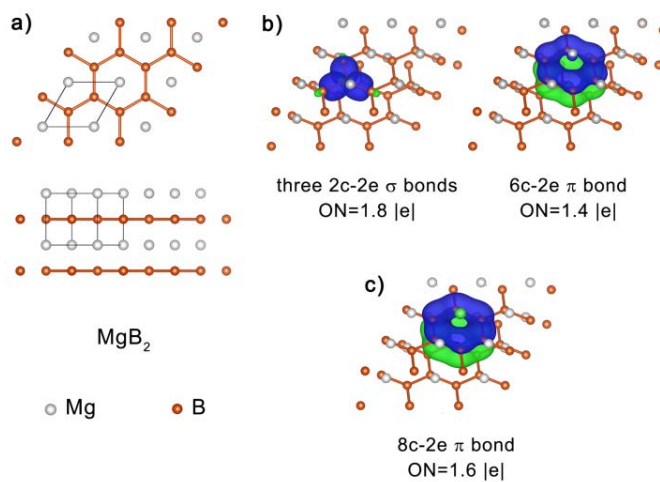 a)
MgB₂
Mg
B
b)
three 2c-2e σ bonds
ON=1.8 |e|
6c-2e π bond
ON=1.4 |e|
c)
8c-2e π bond
ON=1.6 |e|